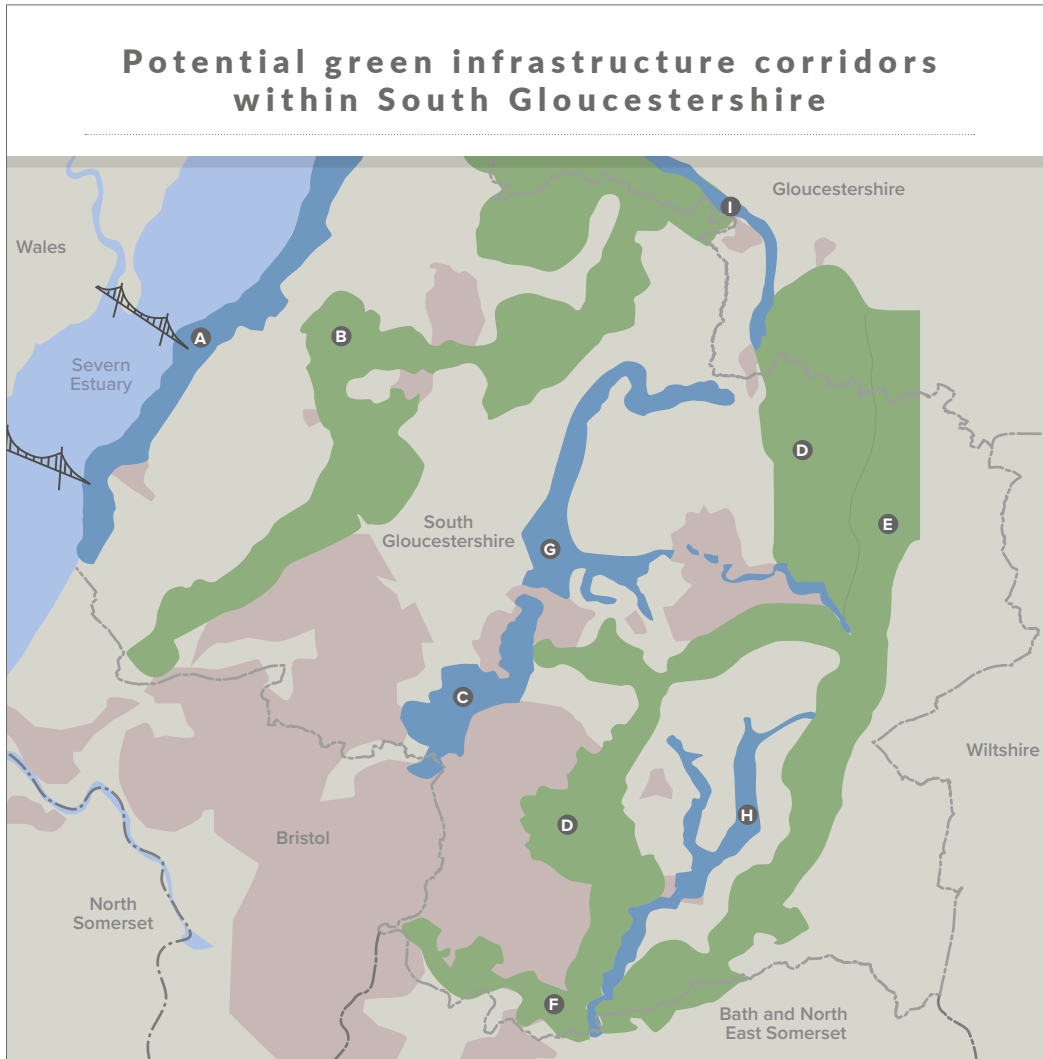 Potential green infrastructure corridors
within South Gloucestershire
Gloucestershire
I
Wales
A
B
Severn
Estuary
D
South
Gloucestershire
E
G
C
Wiltshire
H
D
Bristol
North
Somerset
F
Bath and North
East Somerset